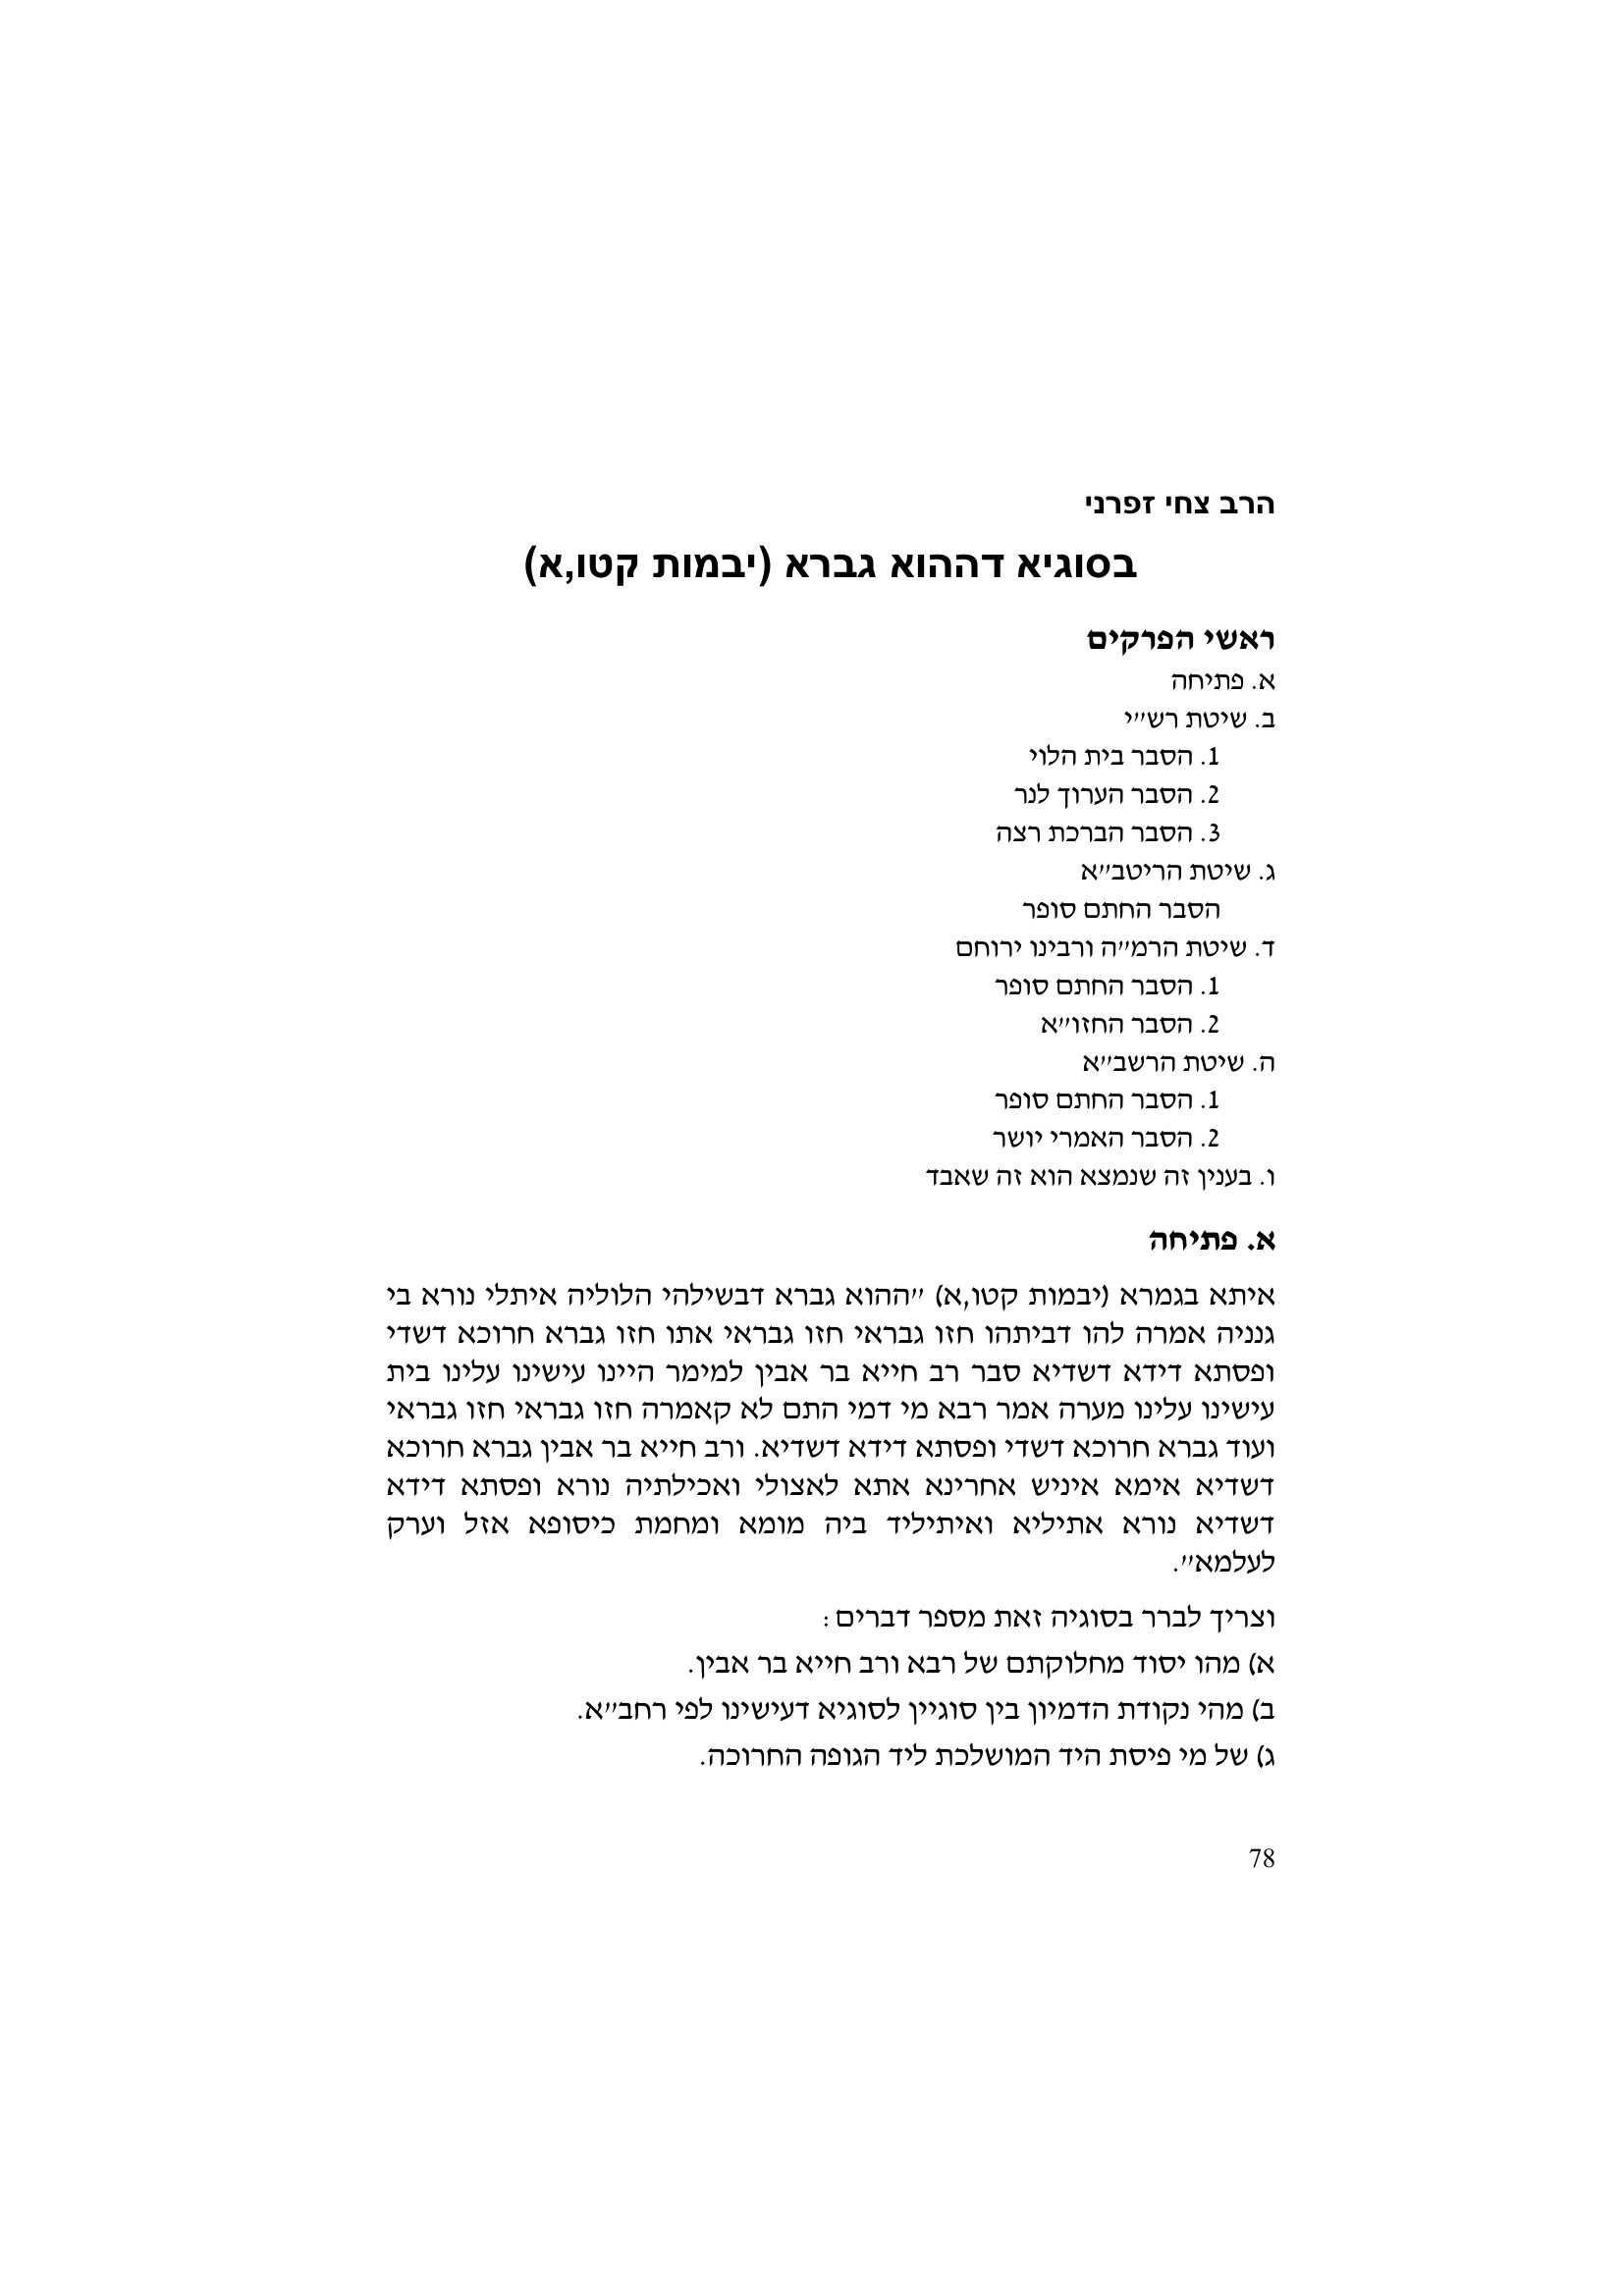 הרב צחי זפרני
בסוגיא דההוא גברא (יבמות קטו,א)
ראשי הפרקים
א. פתיחה
ב. שיטת רש״י
1. הסבר בית הלוי
2. הסבר הערוך לנר
3. הסבר הברכת רצה
ג. שיטת הריטב״א
הסבר החתם סופר
ד. שיטת הרמ״ה ורבינו ירוחם
1. הסבר החתם סופר
2. הסבר החזו״א
ה. שיטת הרשב״א
1. הסבר החתם סופר
2. הסבר האמרי יושר
ו. בענין זה שנמצא הוא זה שאבד
א. פתיחה
איתא בגמרא (יבמות קטו,א) ״ההוא גברא דבשילהי הלוליה איתלי נורא בי
גנניה אמרה להו דביתהו חזו גבראי חזו גבראי אתו חזו גברא חרוכא דשדי
ופסתא דידא דשדיא סבר רב חייא בר אבין למימר היינו עישינו עלינו בית
עישינו עלינו מערה אמר רבא מי דמי התם לא קאמרה חזו גבראי חזו גבראי
ועוד גברא חרוכא דשדי ופסתא דידא דשדיא. ורב חייא בר אבין גברא חרוכא
דשדיא אימא איניש אחרינא אתא לאצולי ואכילתיה נורא ופסתא דידא
דשדיא נורא אתיליא ואיתיליד ביה מומא ומחמת כיסופא אזל וערק
לעלמא״.
וצריך לברר בסוגיה זאת מספר דברים:
א) מהו יסוד מחלוקתם של רבא ורב חייא בר אבין.
ב) מהי נקודת הדמיון בין סוגיין לסוגיא דעישינו לפי רחב״א.
ג) של מי פיסת היד המושלכת ליד הגופה החרוכה.
78